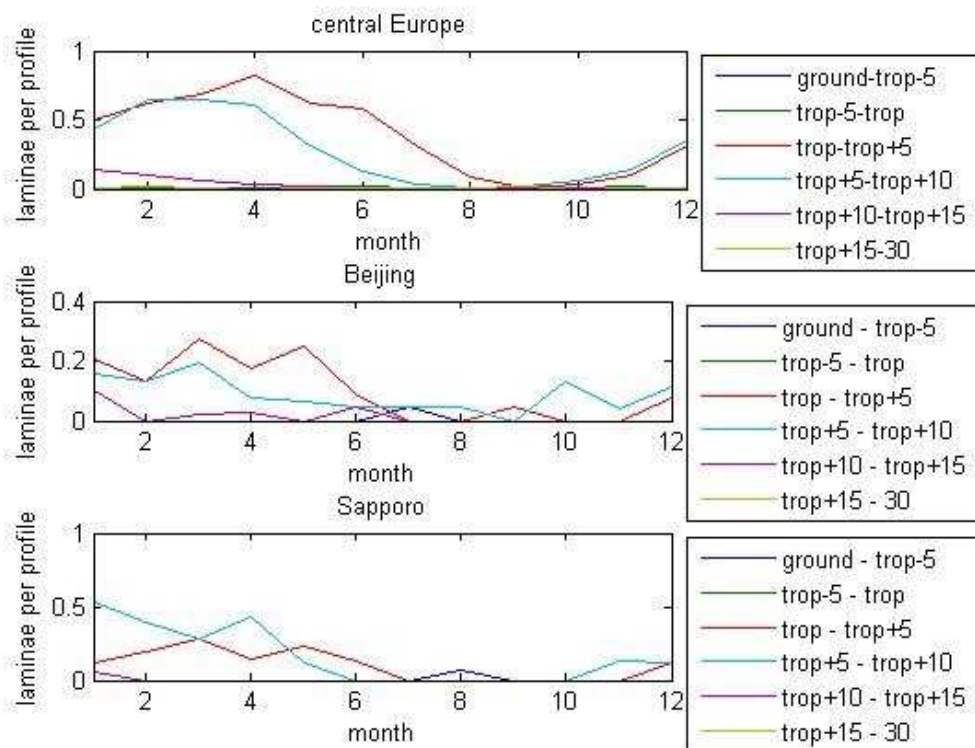 central Europe
laminae per profile
1
0.5
0
2 4 6 8 10 12
month
ground-trop-5
trop-5-trop
trop-trop+5
trop+5-trop+10
trop+10-trop+15
trop+15-30
Beijing
laminae per profile
0.4
0.2
0
2 4 6 8 10 12
month
ground - trop-5
trop-5 - trop
trop - trop+5
trop+5 - trop+10
trop+10 - trop+15
trop+15 - 30
Sapporo
laminae per profile
1
0.5
0
2 4 6 8 10 12
month
ground - trop-5
trop-5 - trop
trop - trop+5
trop+5 - trop+10
trop+10 - trop+15
trop+15 - 30